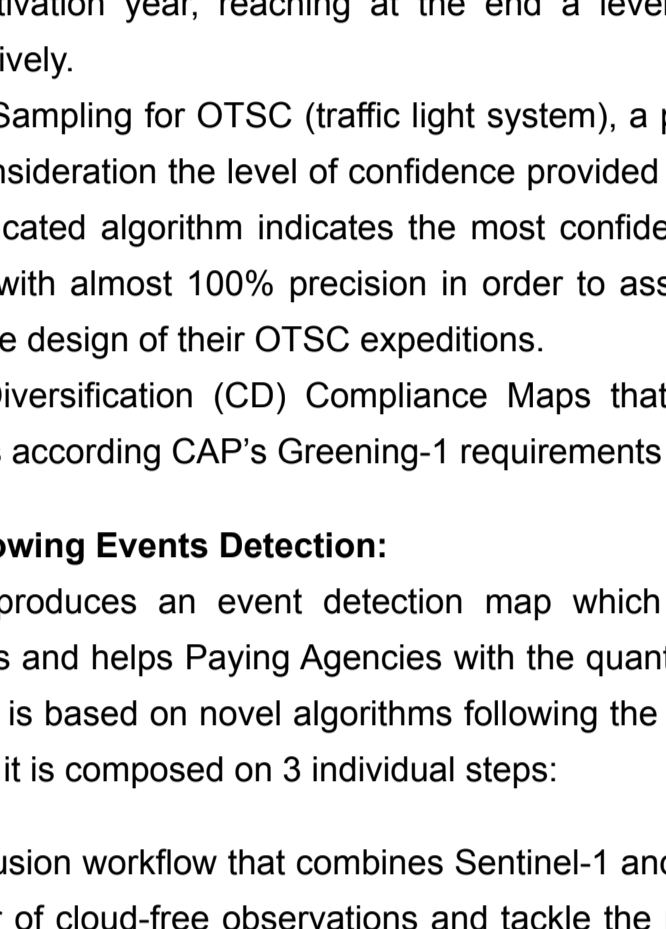 tivation year, reaching at the end a level
ively.
Sampling for OTSC (traffic light system), a p
nsideration the level of confidence provided
cated algorithm indicates the most confide
with almost 100% precision in order to ass
e design of their OTSC expeditions.
Diversification (CD) Compliance Maps that
s according CAP's Greening-1 requirements
owing Events Detection:
produces an event detection map which
s and helps Paying Agencies with the quant
is based on novel algorithms following the
it is composed on 3 individual steps:
usion workflow that combines Sentinel-1 and
of cloud-free observations and tackle the